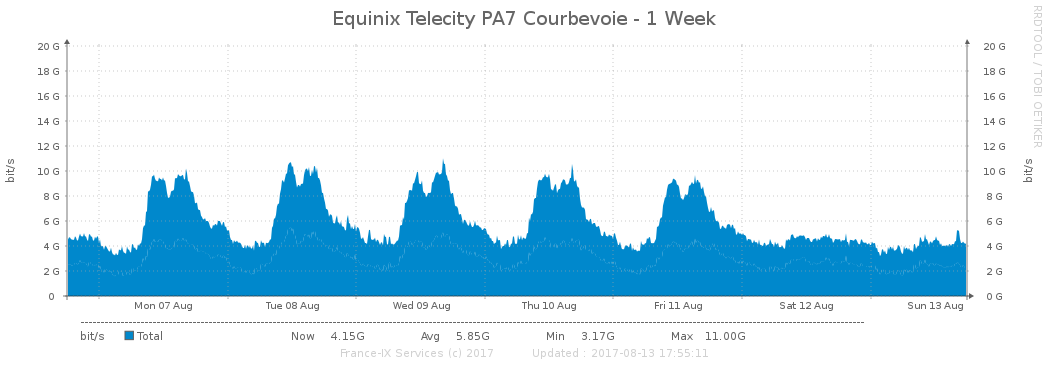 Equinix Telecity PA7 Courbevoie - 1 Week
RRDTOOL / TOBI OETIKER
bit/s
bit/s
20 G 20 G
18 G 18 G
16 G 16 G
14 G 14 G
12 G 12 G
10 G 10 G
8 G 8 G
6 G 6 G
4 G 4 G
2 G 2 G
0 0 G
Mon 07 Aug Tue 08 Aug Wed 09 Aug Thu 10 Aug Fri 11 Aug Sat 12 Aug Sun 13 Aug
bit/s Total Now 4.15G Avg 5.85G Min 3.17G Max 11.00G
France-IX Services (c) 2017 Updated : 2017-08-13 17:55:11